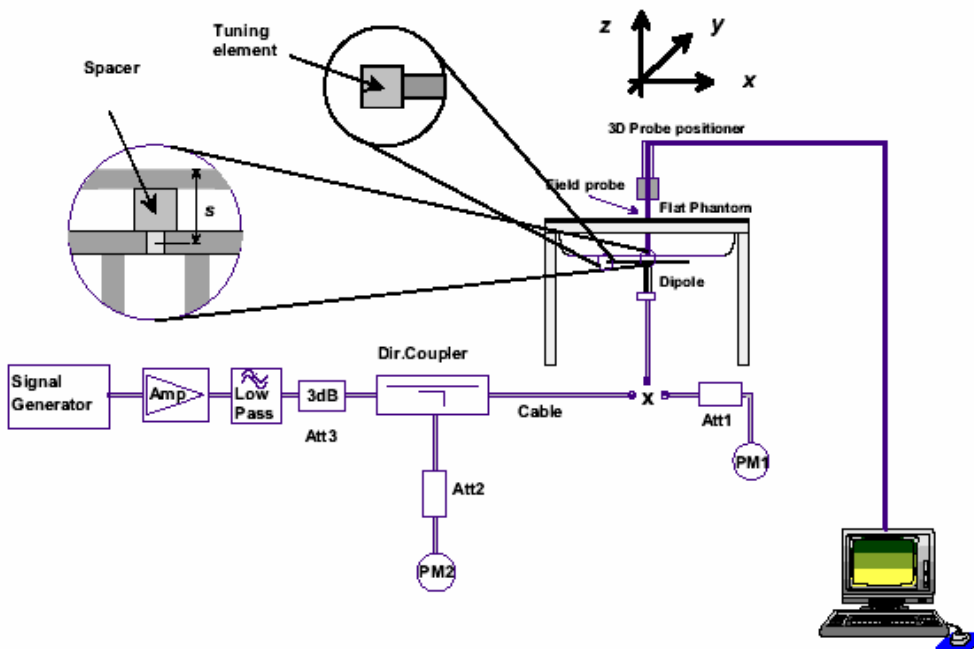 Tuning
element
Spacer
z
y
x
3D Probe positioner
Field probe
Flat Phantom
s
Dipole
Dir.Coupler
Signal
Generator
Amp
Low
Pass
3dB
Att3
Cable
x
Att1
PM1
Att2
PM2